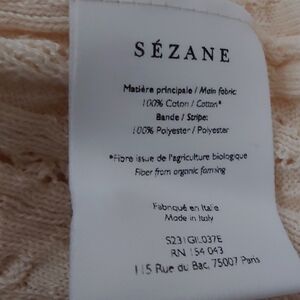 SÉZANE
Matière principale / Main fabric:
100% Coton / Cotton*
Bande / Stripe:
100% Polyester / Polyester
*Fibre issue de l'agriculture biologique
Fiber from organic farming
Fabriqué en Italie
Made in Italy
S231GIL037E
RN 154 043
115 Rue du Bac, 75007 Paris